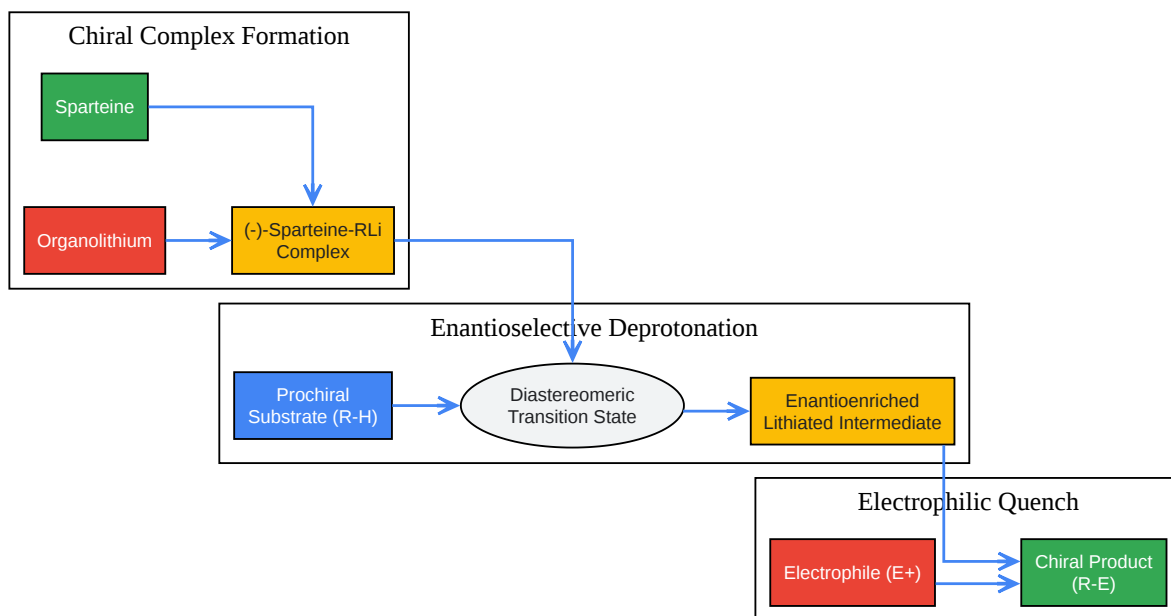 Chiral Complex Formation
Sparteine
Organolithium
(-)-Sparteine-RLi
Complex
Enantioselective Deprotonation
Prochiral
Substrate (R-H)
Diastereomeric
Transition State
Enantioenriched
Lithiated Intermediate
Electrophilic Quench
Electrophile (E+)
Chiral Product
(R-E)